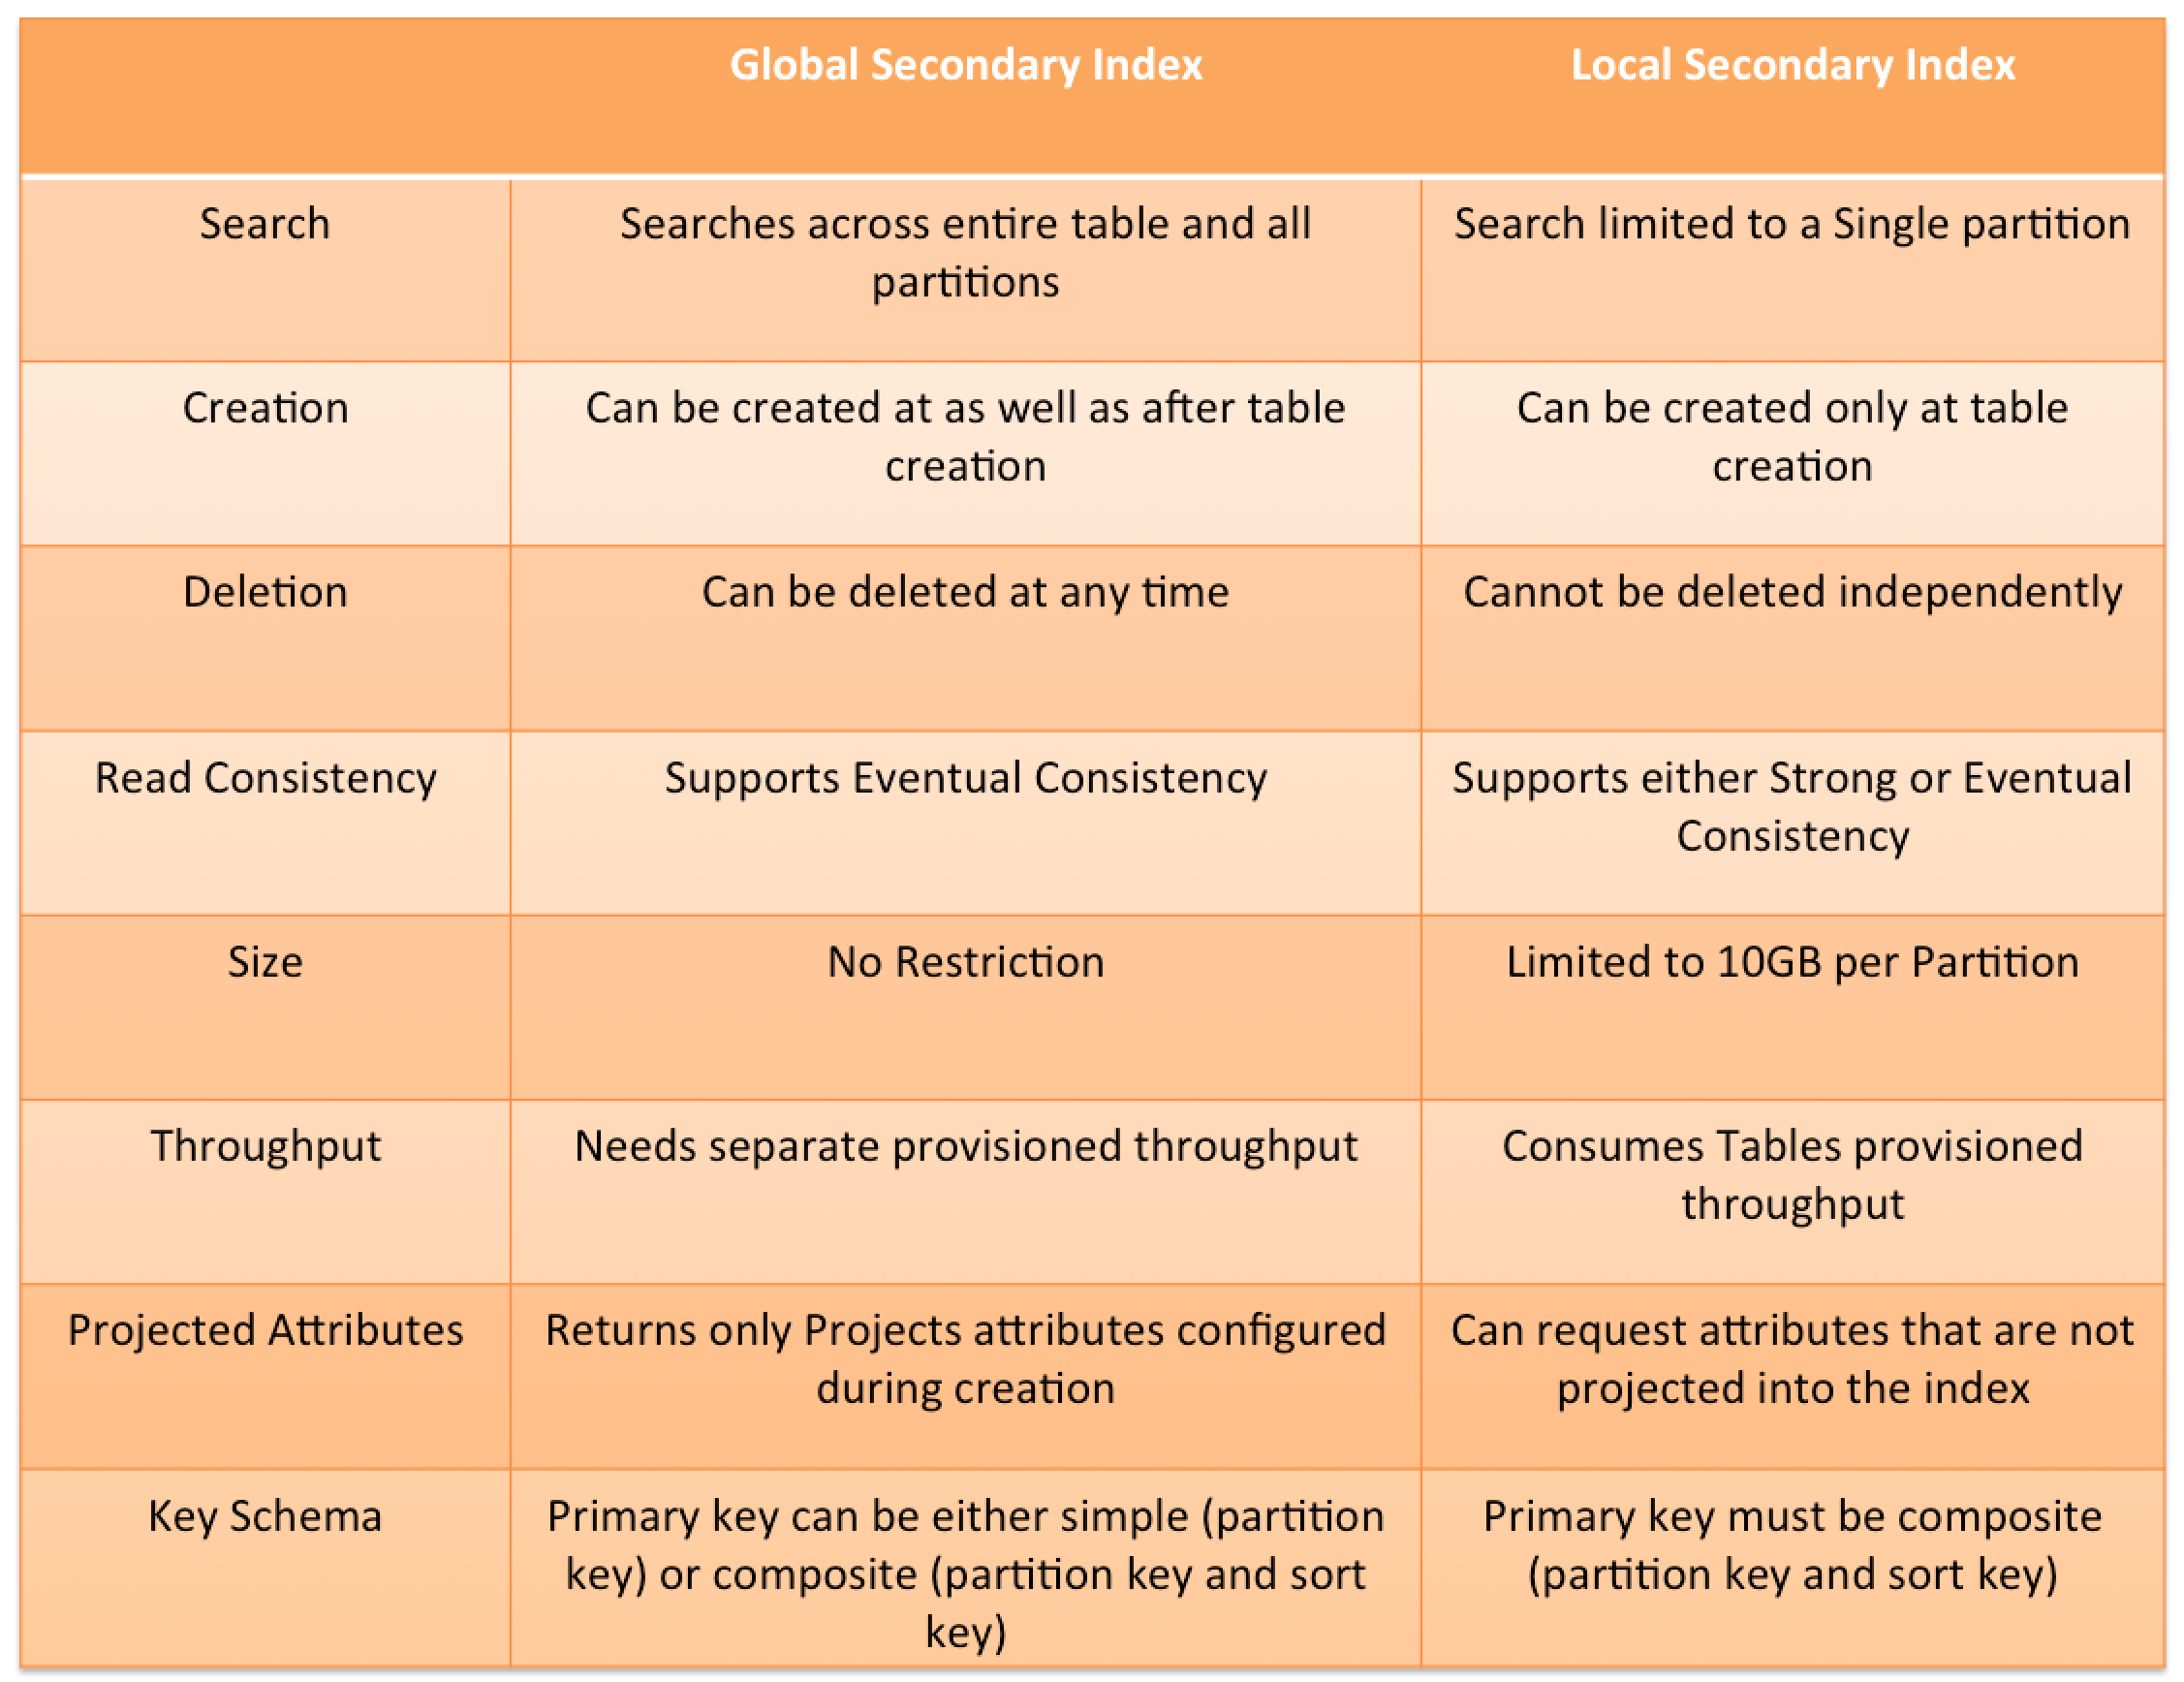 Global Secondary Index Local Secondary Index
Search Searches across entire table and all Search limited to a Single partition
partitions
Creation Can be created at as well as after table Can be created only at table
creation creation
Deletion Can be deleted at any time Cannot be deleted independently
Read Consistency Supports Eventual Consistency Supports either Strong or Eventual
Consistency
Size No Restriction Limited to 10GB per Partition
Throughput Needs separate provisioned throughput Consumes Tables provisioned
throughput
Projected Attributes Returns only Projects attributes configured Can request attributes that are not
during creation projected into the index
Key Schema Primary key can be either simple (partition Primary key must be composite
key) or composite (partition key and sort (partition key and sort key)
key)